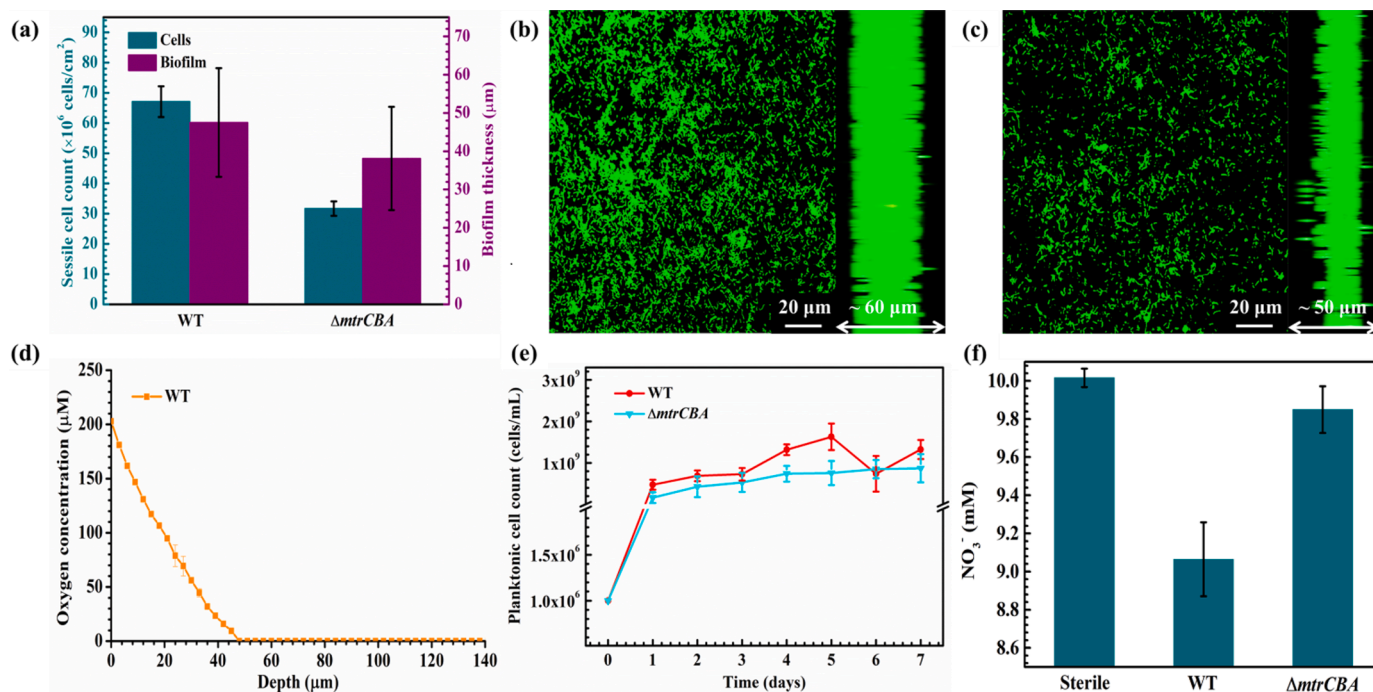 (a)
Cells
Biofilm
Sessile cell count (×10⁶ cells/cm²)
90
80
70
60
50
40
30
20
10
0
Biofilm thickness (μm)
70
60
50
40
30
20
10
0
WT
ΔmtrCBA
(b)
20 μm
~ 60 μm
(c)
20 μm
~ 50 μm
(d)
WT
Oxygen concentration (μM)
250
200
150
100
50
0
0 20 40 60 80 100 120 140
Depth (μm)
(e)
WT
ΔmtrCBA
Planktonic cell count (cells/mL)
3x10⁹
2x10⁹
1x10⁹
1.5x10⁶
1.0x10⁶
0 1 2 3 4 5 6 7
Time (days)
(f)
NO₃⁻ (mM)
10.0
9.8
9.6
9.4
9.2
9.0
8.8
8.6
Sterile WT ΔmtrCBA